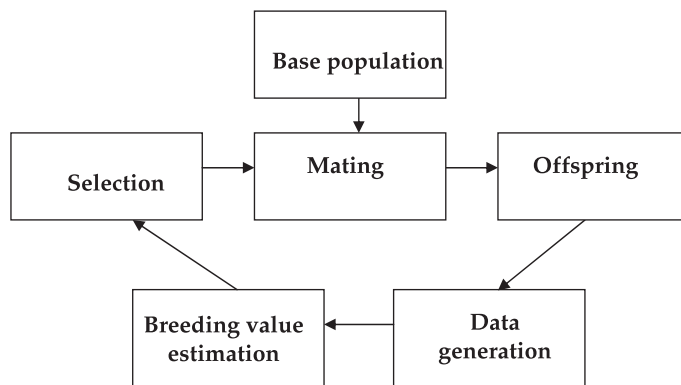 Base population
Selection
Mating
Offspring
Breeding value
estimation
Data
generation